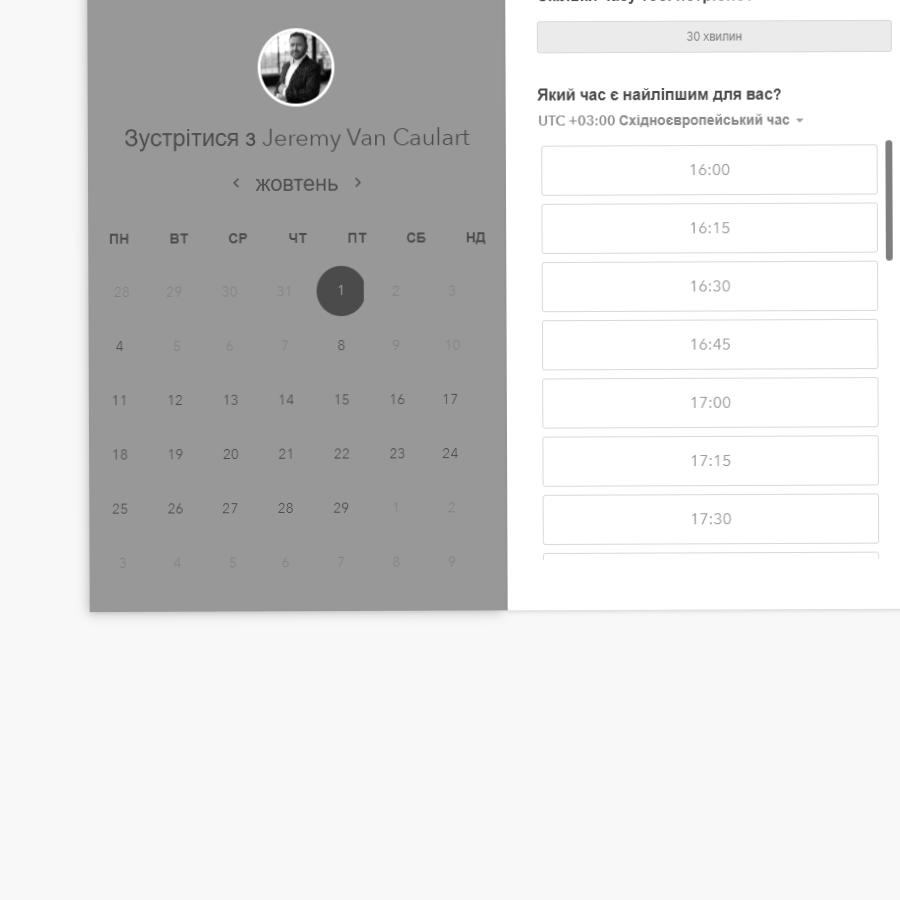 Зустрітися з Jeremy Van Caulart
жовтень
ПН ВТ СР ЧТ ПТ СБ НД
28 29 30 31 1 2 3
4 5 6 7 8 9 10
11 12 13 14 15 16 17
18 19 20 21 22 23 24
25 26 27 28 29 1 2
3 4 5 6 7 8 9
30 хвилин
Який час є найліпшим для вас?
UTC +03:00 Східноєвропейський час
16:00
16:15
16:30
16:45
17:00
17:15
17:30